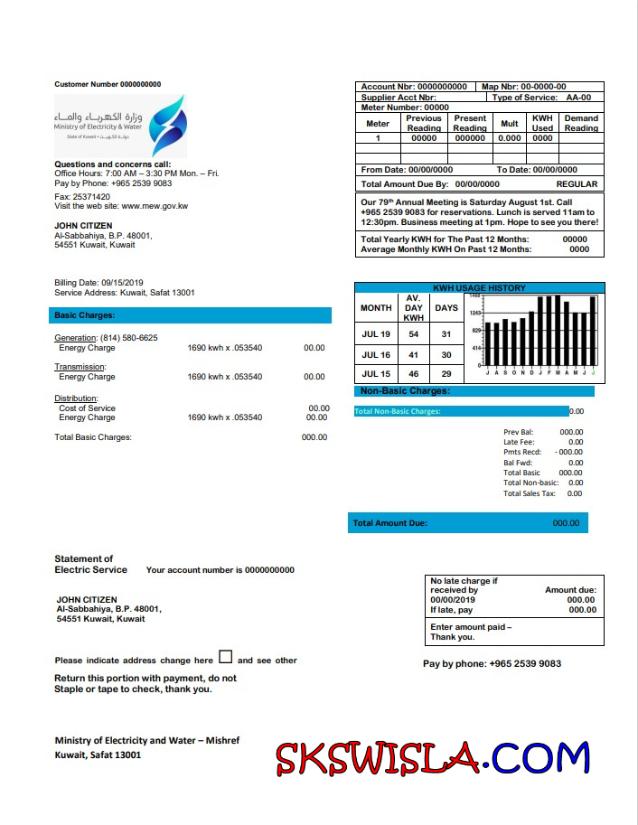 Customer Number 0000000000
وزارة الكهربـاء والمـاء
Ministry of Electricity & Water
State of Kuwait - دولـة الكويـت
Questions and concerns call:
Office Hours: 7:00 AM – 3:30 PM Mon. – Fri.
Pay by Phone: +965 2539 9083
Fax: 25371420
Visit the web site: www.mew.gov.kw
JOHN CITIZEN
Al-Sabbahiya, B.P. 48001,
54551 Kuwait, Kuwait
Billing Date: 09/15/2019
Service Address: Kuwait, Safat 13001
Basic Charges:
Generation: (814) 580-6625
Energy Charge 1690 kwh x .053540 00.00
Transmission:
Energy Charge 1690 kwh x .053540 00.00
Distribution:
Cost of Service 00.00
Energy Charge 1690 kwh x .053540 00.00
Total Basic Charges: 000.00
Account Nbr: 0000000000 Map Nbr: 00-0000-00
Supplier Acct Nbr: Type of Service: AA-00
Meter Number: 00000
Meter Previous Reading Present Reading Mult KWH Used Demand Reading
1 00000 000000 0.000 0000
From Date: 00/00/0000 To Date: 00/00/0000
Total Amount Due By: 00/00/0000 REGULAR
Our 79th Annual Meeting is Saturday August 1st. Call
+965 2539 9083 for reservations. Lunch is served 11am to
12:30pm. Business meeting at 1pm. Hope to see you there!
Total Yearly KWH for The Past 12 Months: 00000
Average Monthly KWH On Past 12 Months: 0000
KWH USAGE HISTORY
MONTH AV. DAY KWH DAYS
JUL 19 54 31
JUL 16 41 30
JUL 15 46 29
1243
829
414
0
J A S O N D J F M A M J J
Non-Basic Charges:
Total Non-Basic Charges: 0.00
Prev Bal: 000.00
Late Fee: 0.00
Pmts Recd: - 000.00
Bal Fwd: 0.00
Total Basic 000.00
Total Non-basic: 0.00
Total Sales Tax: 0.00
Total Amount Due: 000.00
Statement of
Electric Service Your account number is 0000000000
JOHN CITIZEN
Al-Sabbahiya, B.P. 48001,
54551 Kuwait, Kuwait
No late charge if
received by Amount due:
00/00/2019 000.00
If late, pay 000.00
Enter amount paid –
Thank you.
Please indicate address change here and see other
Pay by phone: +965 2539 9083
Return this portion with payment, do not
Staple or tape to check, thank you.
Ministry of Electricity and Water – Mishref
Kuwait, Safat 13001
SKSWISLA.COM